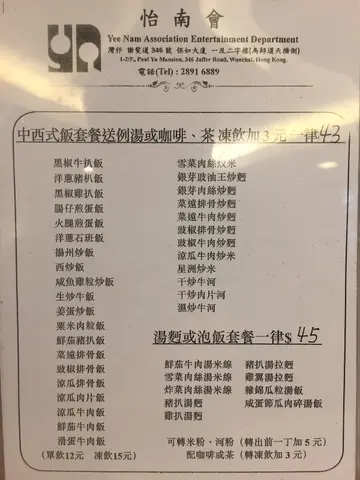 怡南會
Yee Nam Association Entertainment Department
灣仔 謝斐道 346 號 保如大廈 一及二字樓(馬師道天橋側)
1-2/F., Paul Yu Mansion, 346 Jaffer Road, Wanchai, Hong Kong.
電話(Tel) : 2891 6889
中西式飯套餐送例湯或咖啡、茶 凍飲加3元一律43
黑椒牛扒飯
洋蔥豬扒飯
黑椒雞扒飯
腸仔煎蛋飯
火腿煎蛋飯
洋蔥石班飯
揚州炒飯
西炒飯
咸魚雞粒炒飯
生炒牛飯
姜蛋炒飯
粟米肉粒飯
鮮茄豬扒飯
菜遠排骨飯
豉椒排骨飯
涼瓜排骨飯
涼瓜肉片飯
涼瓜牛肉飯
鮮茄牛肉飯
滑蛋牛肉飯
(單飲12元 凍飲15元)
雪菜肉絲炆米
銀芽豉油王炒麵
銀芽肉絲炒麵
菜遠排骨炒麵
菜遠牛肉炒麵
豉椒排骨炒麵
豉椒牛肉炒麵
涼瓜牛肉炒米
星洲炒米
干炒牛河
干炒肉片河
濕炒牛河
湯麵或泡飯套餐一律$ 45
鮮茄牛肉湯米線 豬扒湯拉麵
雪菜肉絲湯米線 雞翼湯拉麵
炸菜肉絲湯米線 雜錦瓜粒湯飯
豬扒湯麵 咸蛋節瓜肉碎湯飯
雞扒湯麵
可轉米粉、河粉 (轉出前一丁加 5 元)
配咖啡或茶 (轉凍飲加 3 元)